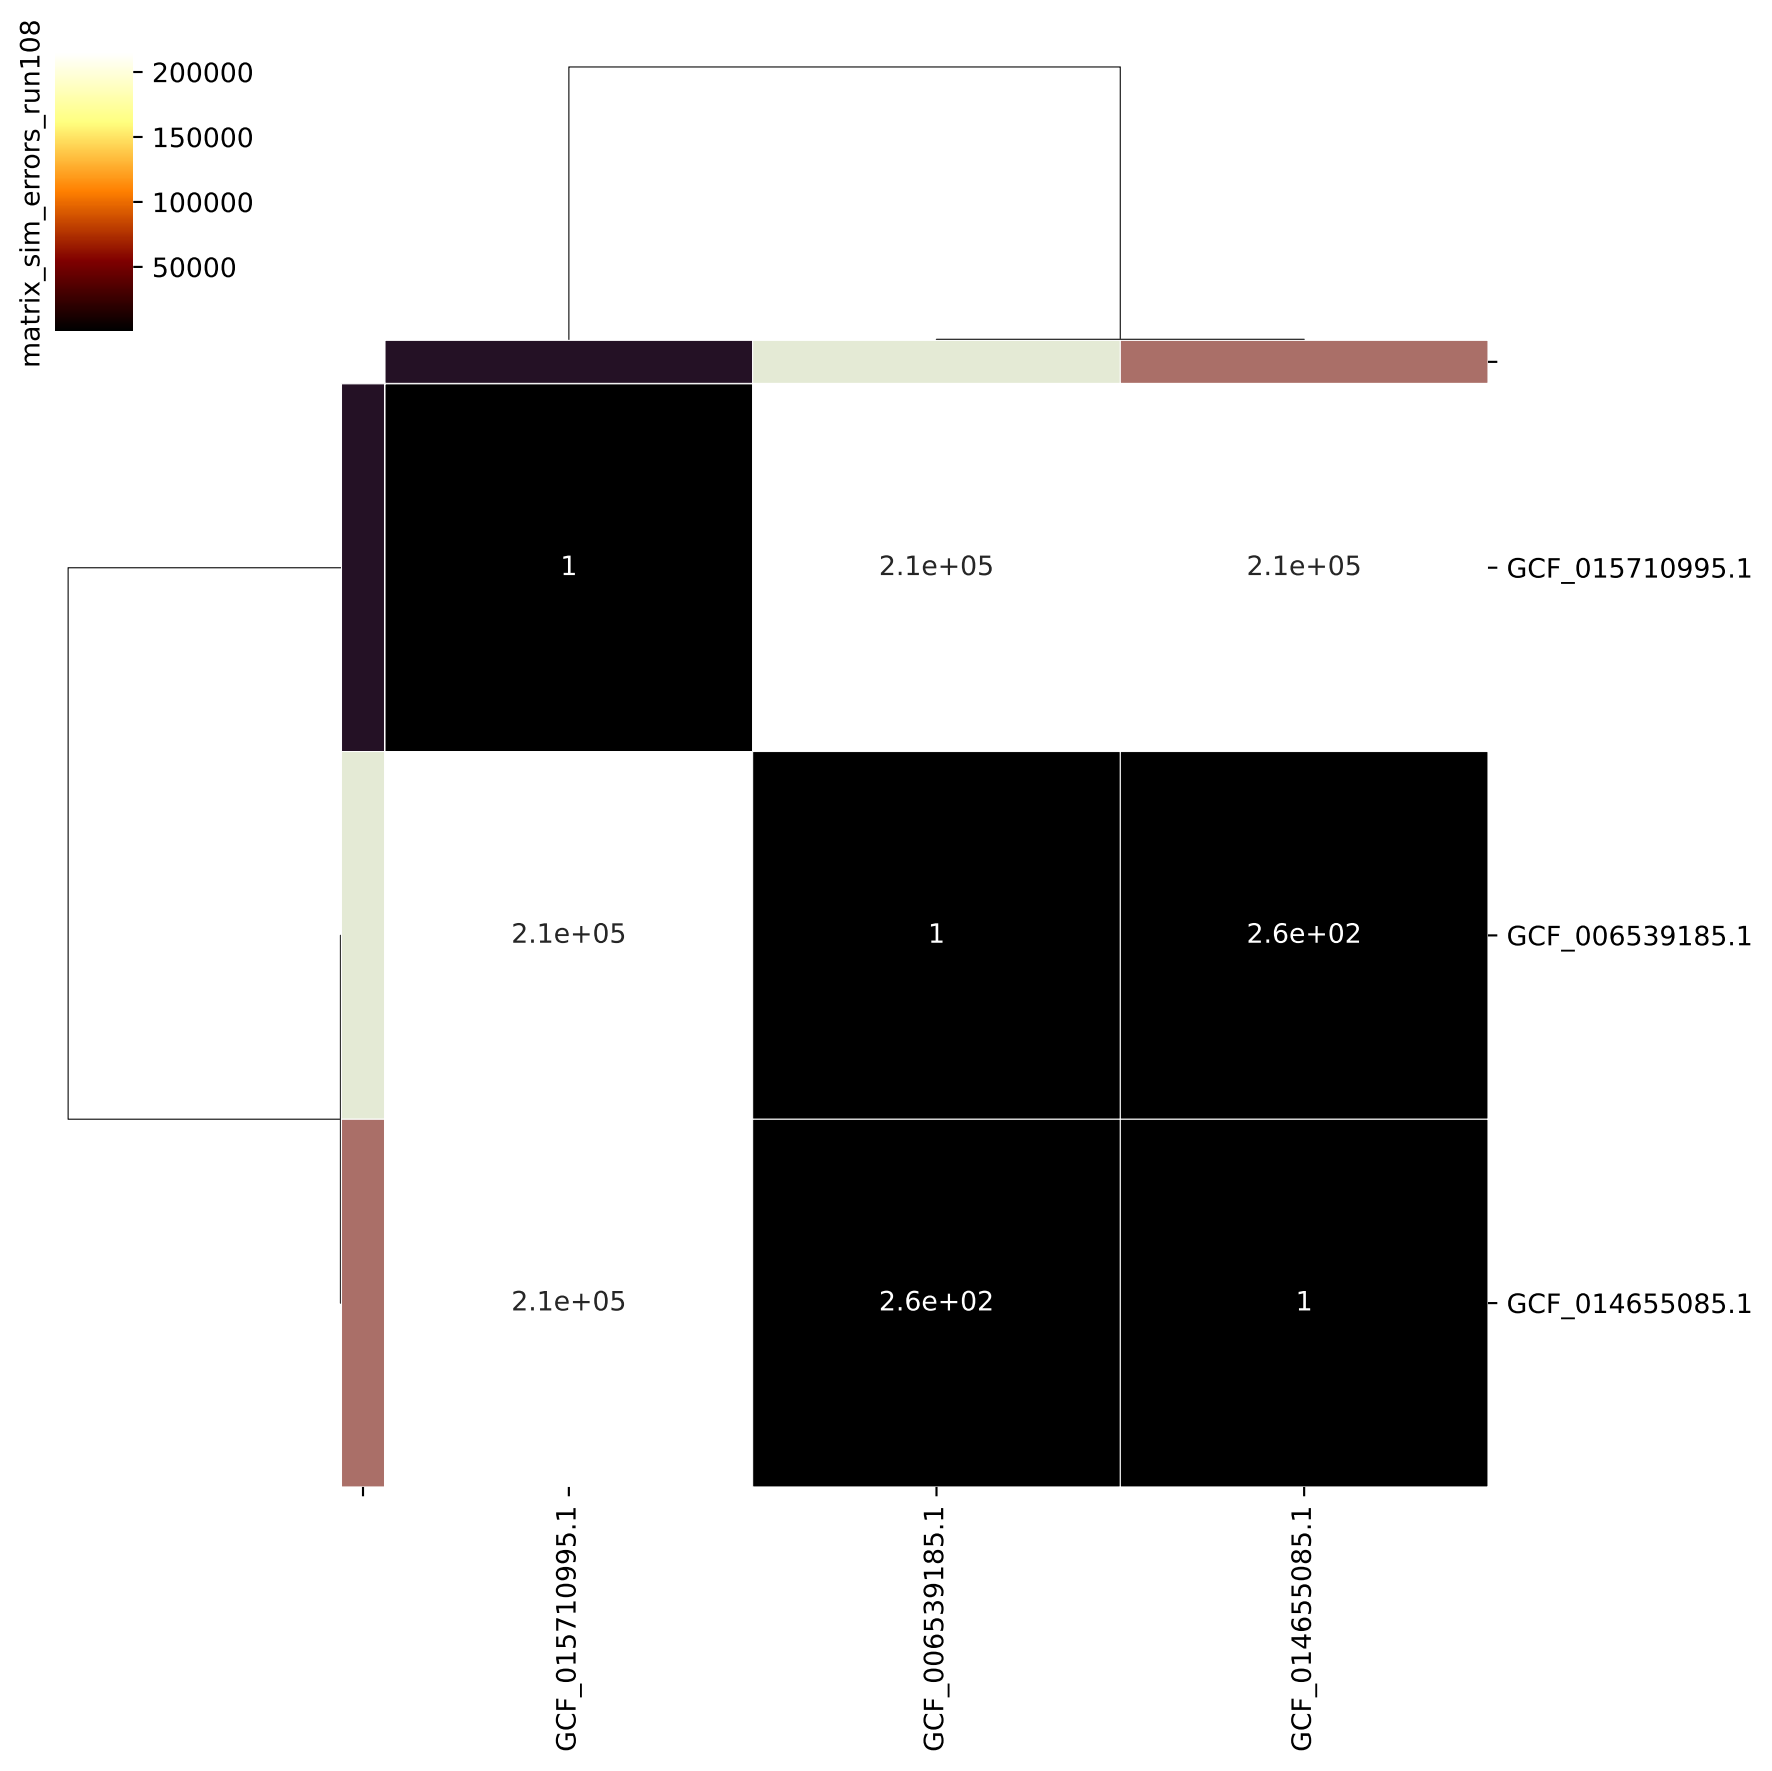 matrix_sim_errors_run108
200000
150000
100000
50000
1
2.1e+05
2.1e+05
GCF_015710995.1
2.1e+05
1
2.6e+02
GCF_006539185.1
2.1e+05
2.6e+02
1
GCF_014655085.1
GCF_015710995.1
GCF_006539185.1
GCF_014655085.1